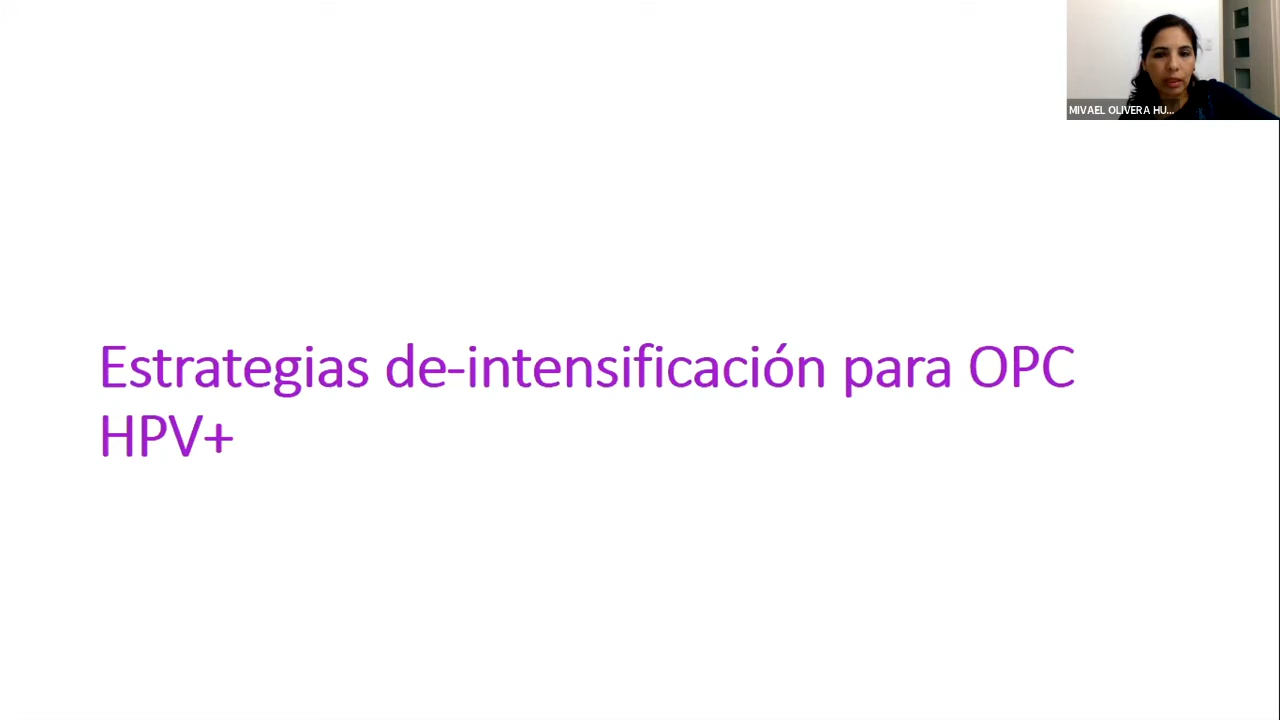 MIVAEL OLIVERA HU...
Estrategias de-intensificación para OPC
HPV+